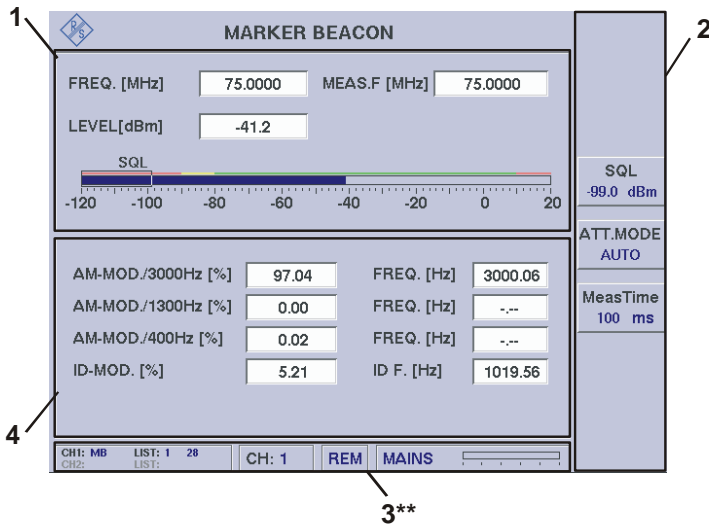 1
R&S
MARKER BEACON
2
FREQ. [MHz] 75.0000 MEAS.F [MHz] 75.0000
LEVEL[dBm] -41.2
SQL
-120 -100 -80 -60 -40 -20 0 20
SQL
-99.0 dBm
ATT.MODE
AUTO
MeasTime
100 ms
AM-MOD./3000Hz [%] 97.04 FREQ. [Hz] 3000.06
AM-MOD./1300Hz [%] 0.00 FREQ. [Hz] -.--
AM-MOD./400Hz [%] 0.02 FREQ. [Hz] -.--
ID-MOD. [%] 5.21 ID F. [Hz] 1019.56
4
CH1: MB LIST: 1 28
CH2: LIST:
CH: 1 REM MAINS
3**